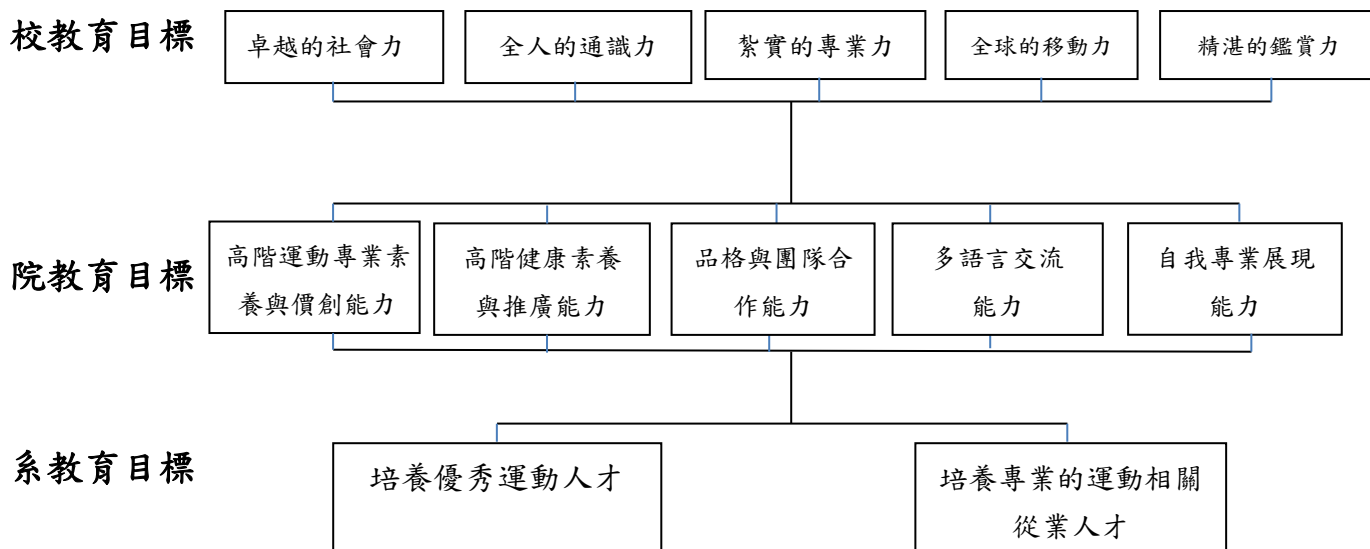 校教育目標
卓越的社會力
全人的通識力
紮實的專業力
全球的移動力
精湛的鑑賞力
院教育目標
高階運動專業素
養與價創能力
高階健康素養
與推廣能力
品格與團隊合
作能力
多語言交流
能力
自我專業展現
能力
系教育目標
培養優秀運動人才
培養專業的運動相關
從業人才